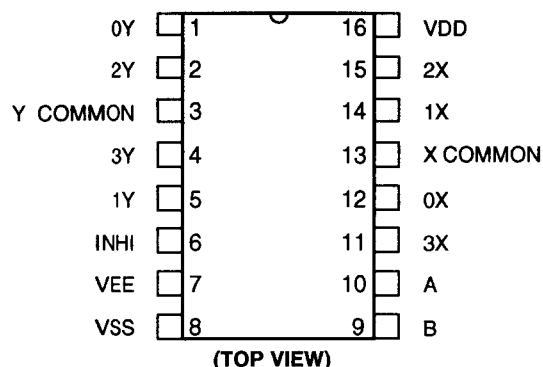 0Y 1 16 VDD
2Y 2 15 2X
Y COMMON 3 14 1X
3Y 4 13 X COMMON
1Y 5 12 0X
INHI 6 11 3X
VEE 7 10 A
VSS 8 9 B
(TOP VIEW)